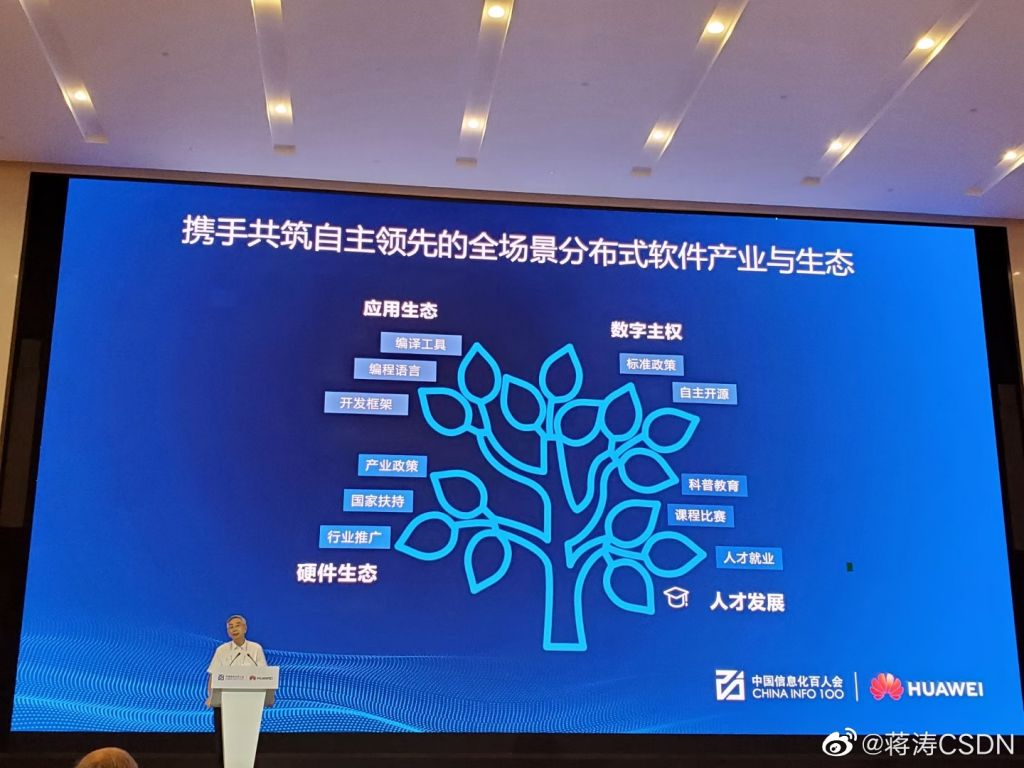 携手共筑自主领先的全场景分布式软件产业与生态
应用生态
编译工具
编程语言
开发框架
数字主权
标准政策
自主开源
产业政策
国家扶持
行业推广
硬件生态
科普教育
课程比赛
人才就业
人才发展
中国信息化百人会
CHINA INFO 100
HUAWEI
HUAWEI
@蒋涛CSDN